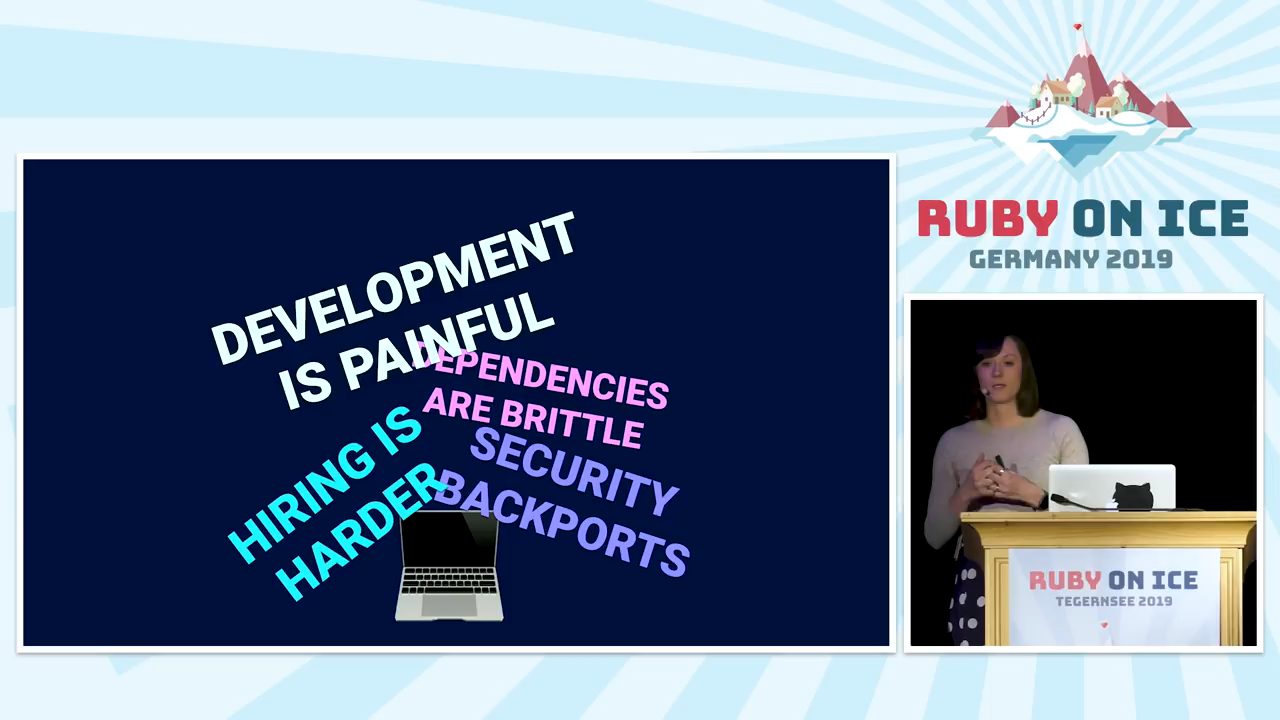 DEVELOPMENT
IS PAINFUL
DEPENDENCIES
ARE BRITTLE
HIRING IS
HARDER
SECURITY
BACKPORTS
RUBY ON ICE
GERMANY 2019
RUBY ON ICE
TEGERNSEE 2019